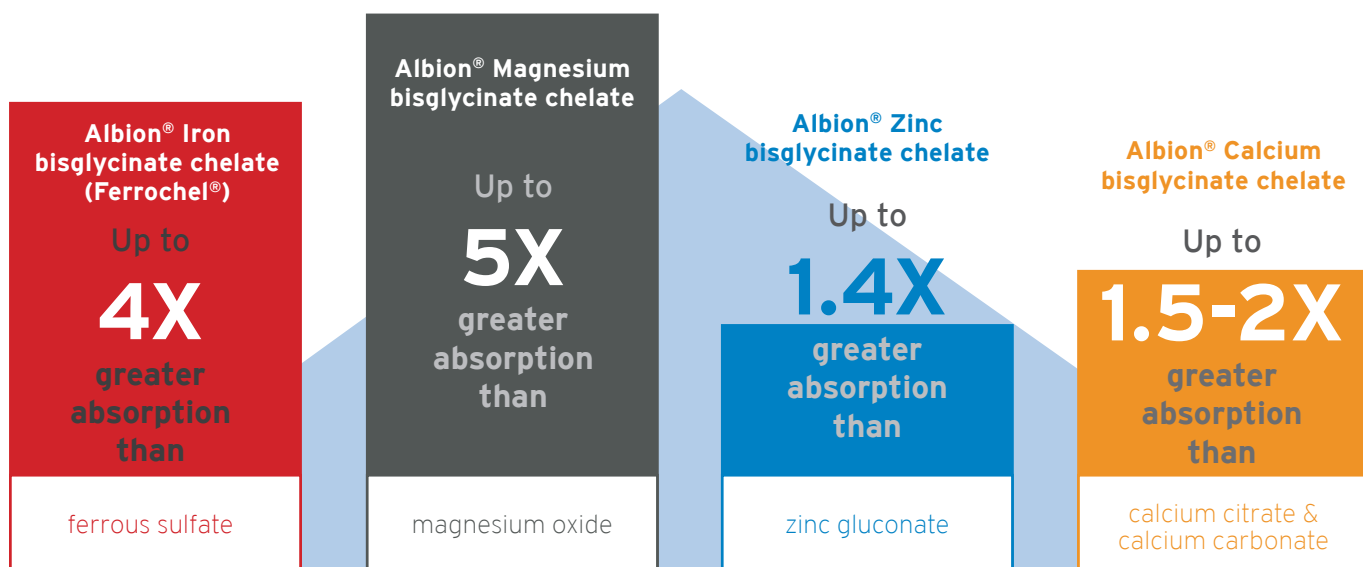 Albion® Iron
bisglycinate chelate
(Ferrochel®)
Up to
4X
greater
absorption
than
ferrous sulfate
Albion® Magnesium
bisglycinate chelate
Up to
5X
greater
absorption
than
magnesium oxide
Albion® Zinc
bisglycinate chelate
Up to
1.4X
greater
absorption
than
zinc gluconate
Albion® Calcium
bisglycinate chelate
Up to
1.5-2X
greater
absorption
than
calcium citrate &
calcium carbonate